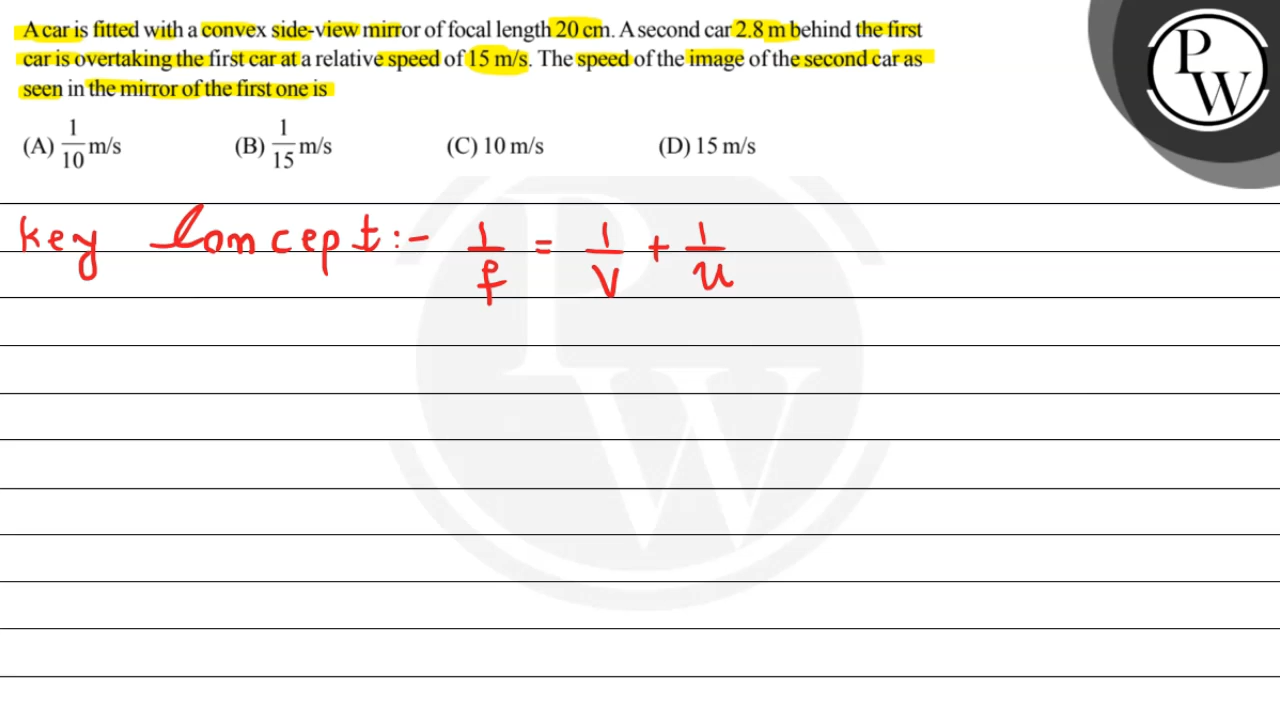 A car is fitted with a convex side-view mirror of focal length 20 cm. A second car 2.8 m behind the first
car is overtaking the first car at a relative speed of 15 m/s. The speed of the image of the second car as
seen in the mirror of the first one is
(A) 1/10 m/s (B) 1/15 m/s (C) 10 m/s (D) 15 m/s
Key Concept :- 1/f = 1/v + 1/u
PW
PW